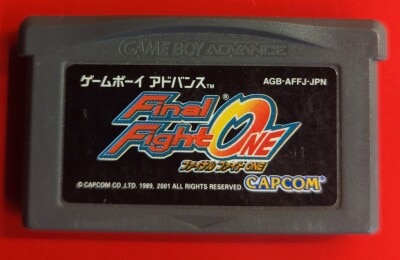 GAME BOY ADVANCE
ゲームボーイ アドバンス™
AGB-AFFJ-JPN
Final
Fight ONE
ファイナルファイト ONE
©CAPCOM CO.,LTD. 1989, 2001 ALL RIGHTS RESERVED.
CAPCOM